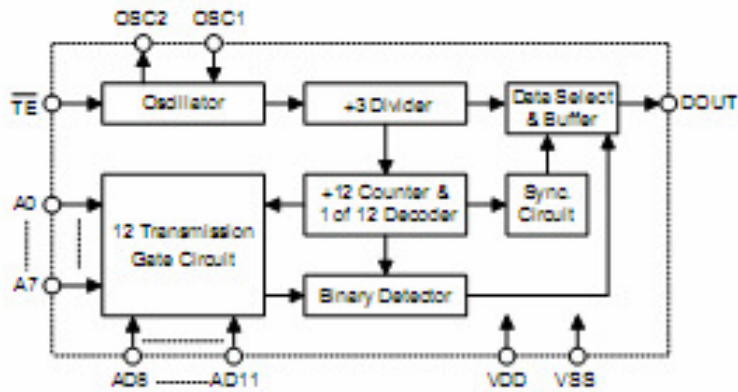 OSC2 OSC1
TE
Oscillator
+3 Divider
Data Select
& Buffer
DOUT
A0
12 Transmission
Gate Circuit
+12 Counter &
1 of 12 Decoder
Sync.
Circuit
A7
Binary Detector
AD8 AD11
VDD VSS